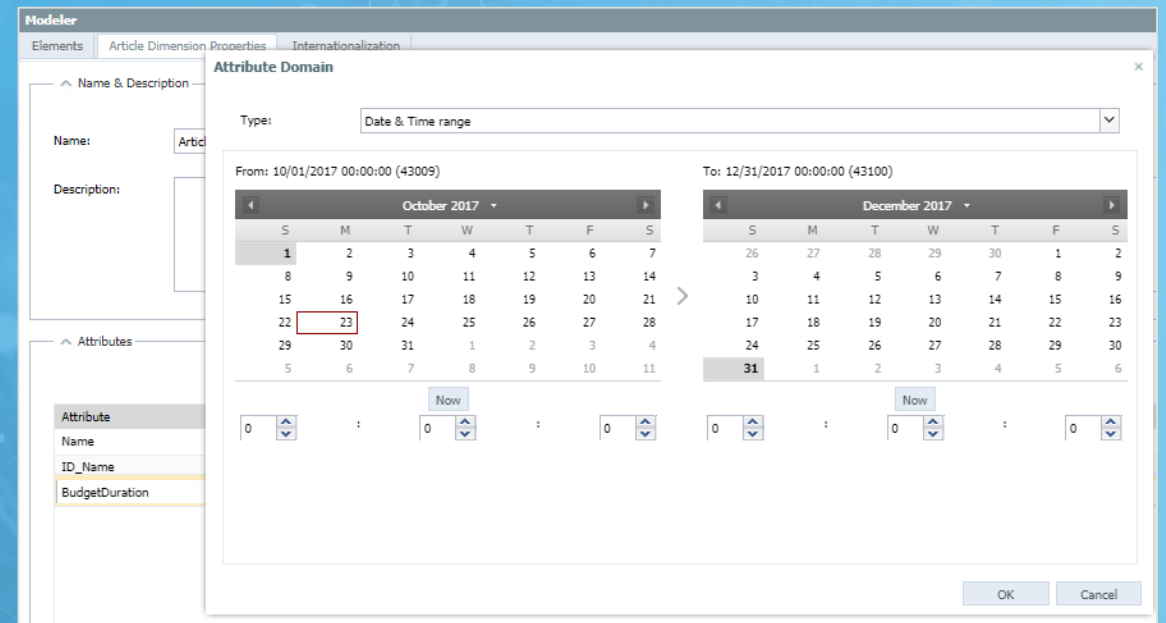 Modeler
Elements Article Dimension Properties Internationalization
Attribute Domain ×
Name & Description
Type: Date & Time range
Name: Artic
From: 10/01/2017 00:00:00 (43009) To: 12/31/2017 00:00:00 (43100)
Description:
October 2017 December 2017
S M T W T F S S M T W T F S
1 2 3 4 5 6 7 26 27 28 29 30 1 2
8 9 10 11 12 13 14 3 4 5 6 7 8 9
15 16 17 18 19 20 21 10 11 12 13 14 15 16
22 23 24 25 26 27 28 17 18 19 20 21 22 23
29 30 31 1 2 3 4 24 25 26 27 28 29 30
5 6 7 8 9 10 11 31 1 2 3 4 5 6
Attributes
Now Now
0 : 0 : 0 0 : 0 : 0
Attribute
Name
ID_Name
BudgetDuration
OK Cancel